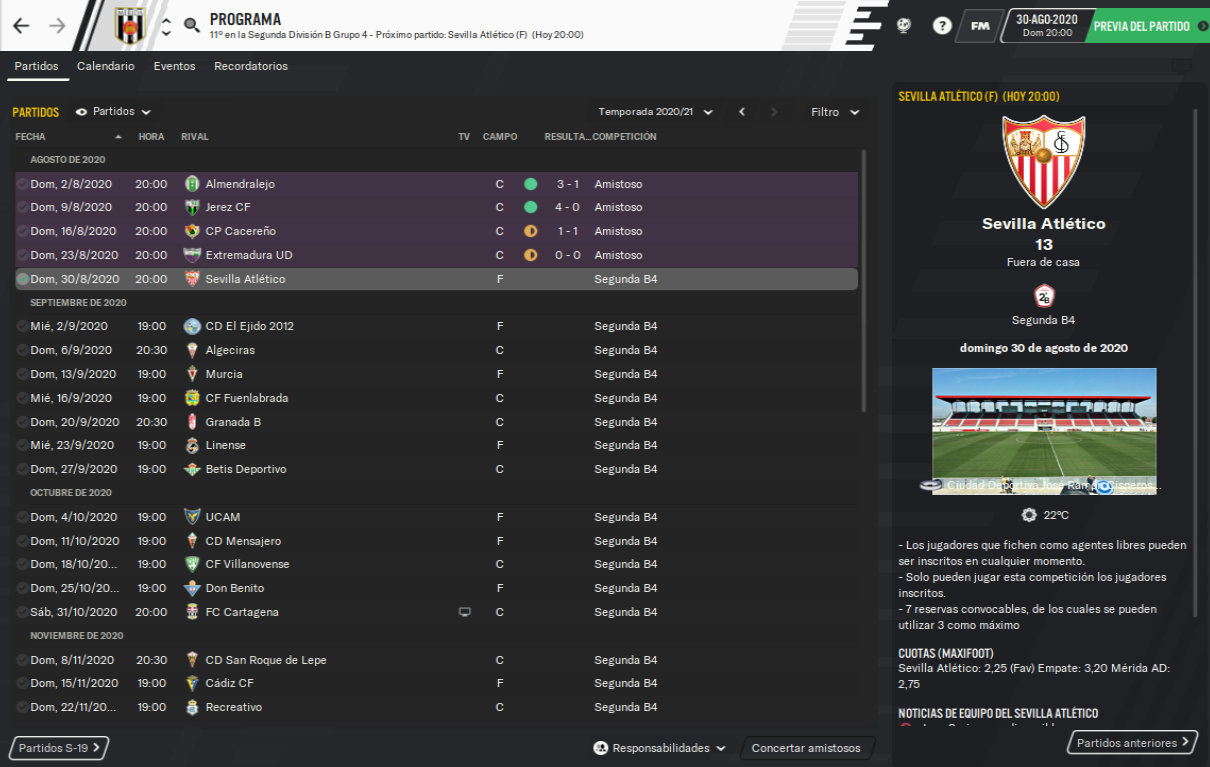 PROGRAMA
11º en la Segunda División B Grupo 4 - Próximo partido: Sevilla Atlético (F) (Hoy 20:00)
?
FM
30-AGO-2020
Dom 20:00
PREVIA DEL PARTIDO
Partidos Calendario Eventos Recordatorios
PARTIDOS Partidos Temporada 2020/21 Filtro
FECHA HORA RIVAL TV CAMPO RESULTA... COMPETICIÓN
AGOSTO DE 2020
Dom, 2/8/2020 20:00 Almendralejo C 3 - 1 Amistoso
Dom, 9/8/2020 20:00 Jerez CF C 4 - 0 Amistoso
Dom, 16/8/2020 20:00 CP Cacereño C 1 - 1 Amistoso
Dom, 23/8/2020 20:00 Extremadura UD C 0 - 0 Amistoso
Dom, 30/8/2020 20:00 Sevilla Atlético F Segunda B4
SEPTIEMBRE DE 2020
Mié, 2/9/2020 19:00 CD El Ejido 2012 F Segunda B4
Dom, 6/9/2020 20:30 Algeciras C Segunda B4
Dom, 13/9/2020 19:00 Murcia F Segunda B4
Mié, 16/9/2020 19:00 CF Fuenlabrada C Segunda B4
Dom, 20/9/2020 20:30 Granada B C Segunda B4
Mié, 23/9/2020 19:00 Linense F Segunda B4
Dom, 27/9/2020 19:00 Betis Deportivo C Segunda B4
OCTUBRE DE 2020
Dom, 4/10/2020 19:00 UCAM F Segunda B4
Dom, 11/10/2020 19:00 CD Mensajero F Segunda B4
Dom, 18/10/20... 19:00 CF Villanovense C Segunda B4
Dom, 25/10/20... 19:00 Don Benito F Segunda B4
Sáb, 31/10/2020 20:00 FC Cartagena C Segunda B4
NOVIEMBRE DE 2020
Dom, 8/11/2020 20:30 CD San Roque de Lepe C Segunda B4
Dom, 15/11/2020 19:00 Cádiz CF F Segunda B4
Dom, 22/11/20... 19:00 Recreativo C Segunda B4
Partidos S-19
Responsabilidades
Concertar amistosos
SEVILLA ATLÉTICO (F) (HOY 20:00)
Sevilla Atlético
13
Fuera de casa
2ªB
Segunda B4
domingo 30 de agosto de 2020
Ciudad Deportiva José Ramón Cisneros...
22ºC
- Los jugadores que fichen como agentes libres pueden
ser inscritos en cualquier momento.
- Solo pueden jugar esta competición los jugadores
inscritos.
- 7 reservas convocables, de los cuales se pueden
utilizar 3 como máximo
CUOTAS (MAXIFOOT)
Sevilla Atlético: 2,25 (Fav) Empate: 3,20 Mérida AD:
2,75
NOTICIAS DE EQUIPO DEL SEVILLA ATLÉTICO
Partidos anteriores